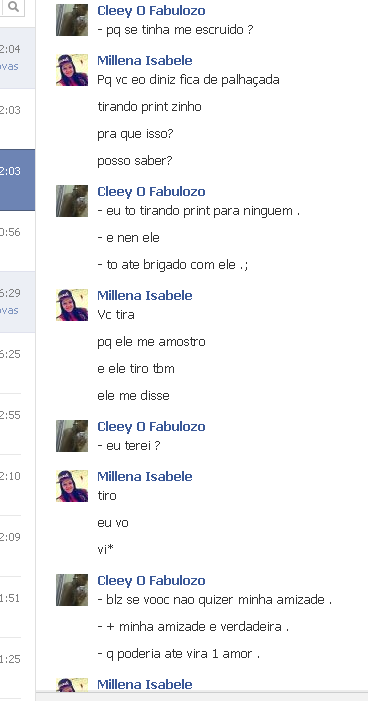 Cleey O Fabulozo
- pq se tinha me escruido ?
2:04
ovas
Millena Isabele
Pq vc eo diniz fica de palhaçada
tirando print zinho
2:03
pra que isso?
posso saber?
2:03
Cleey O Fabulozo
- eu to tirando print para ninguem .
0:56
- e nen ele
- to ate brigado com ele .;
6:29
ovas
Millena Isabele
Vc tira
pq ele me amostro
6:25
e ele tiro tbm
ele me disse
2:55
Cleey O Fabulozo
- eu terei ?
2:10
Millena Isabele
tiro
eu vo
2:09
vi*
Cleey O Fabulozo
1:51
- blz se vooc nao quizer minha amizade .
- + minha amizade e verdadeira .
1:25
- q poderia ate vira 1 amor .
Millena Isabele